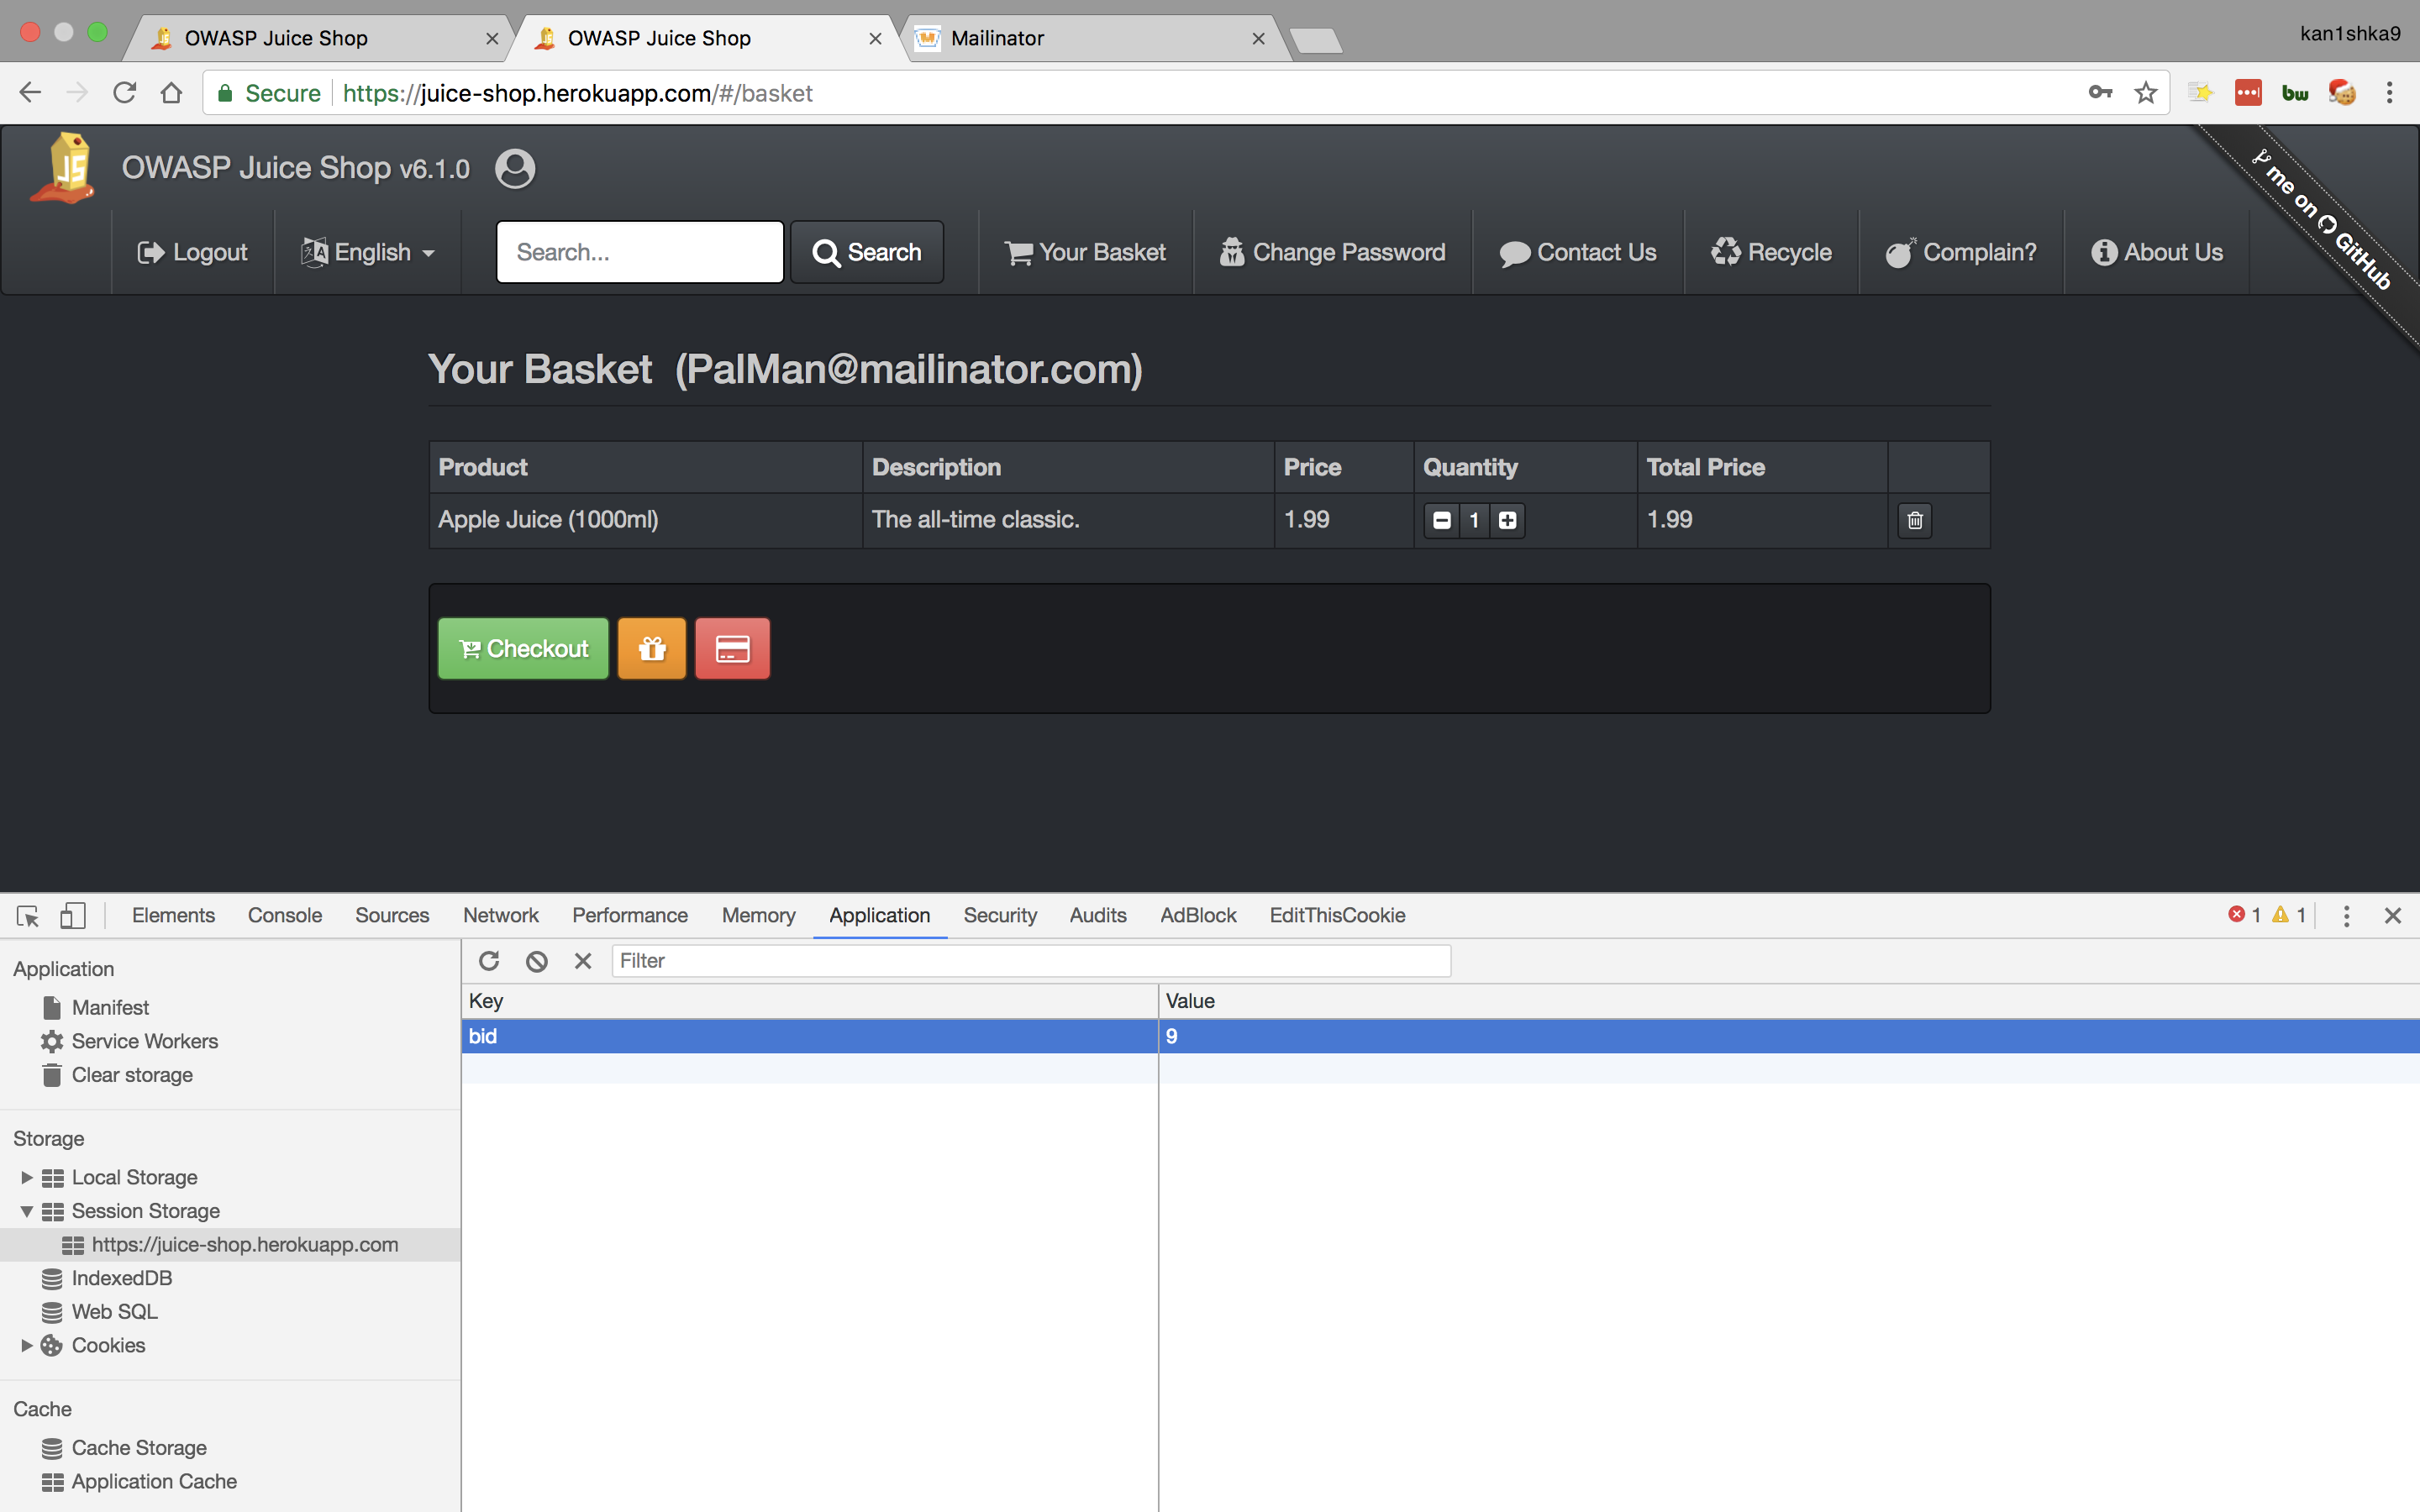 OWASP Juice Shop
OWASP Juice Shop
Mailinator
kan1shka9
Secure https://juice-shop.herokuapp.com/#/basket
bw
JS
OWASP Juice Shop v6.1.0
me on GitHub
Logout
English
Search...
Search
Your Basket
Change Password
Contact Us
Recycle
Complain?
About Us
Your Basket (PalMan@mailinator.com)
Product Description Price Quantity Total Price
Apple Juice (1000ml) The all-time classic. 1.99 1 1.99
Checkout
Elements Console Sources Network Performance Memory Application Security Audits AdBlock EditThisCookie 1 1
Application
Manifest
Service Workers
Clear storage
Storage
Local Storage
Session Storage
https://juice-shop.herokuapp.com
IndexedDB
Web SQL
Cookies
Cache
Cache Storage
Application Cache
Filter
Key Value
bid 9